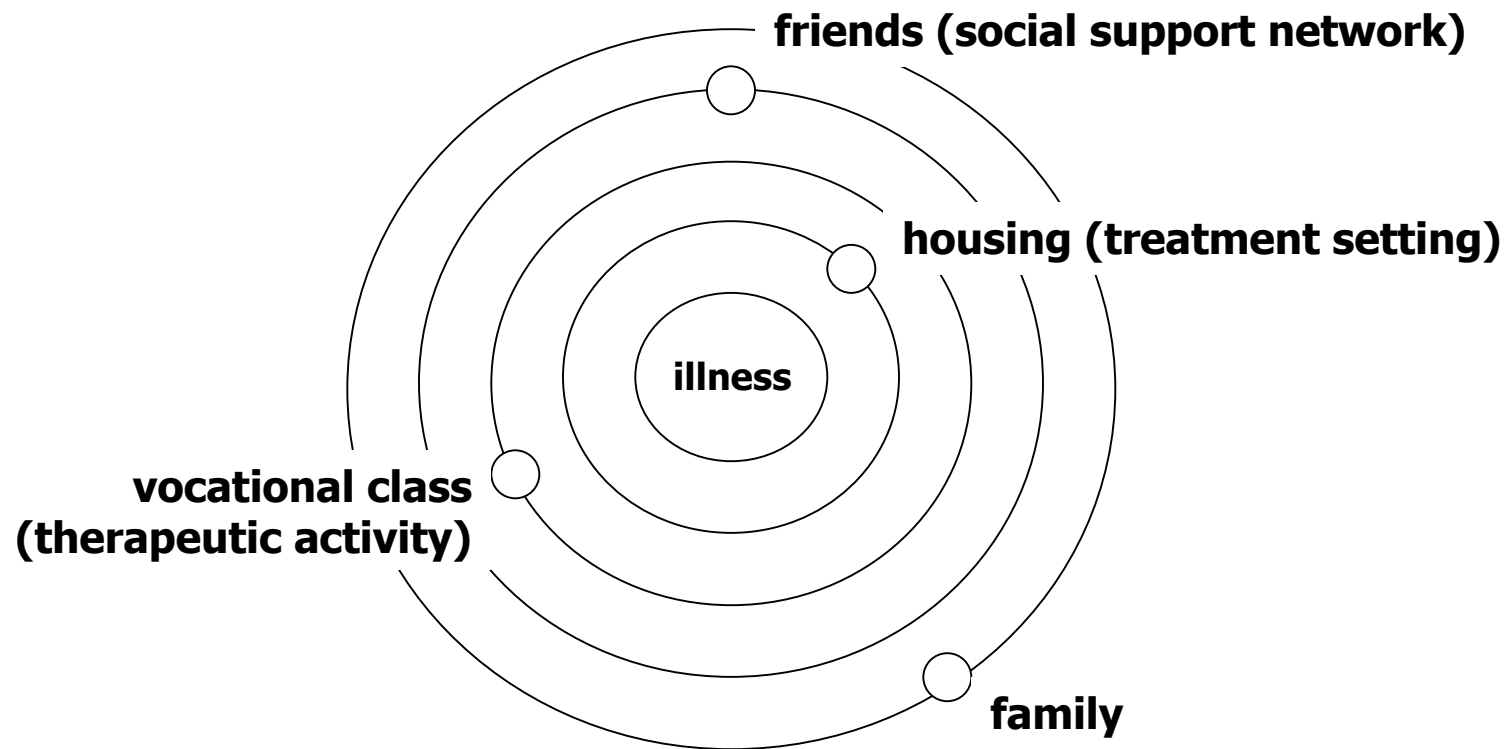 friends (social support network)
housing (treatment setting)
illness
vocational class
(therapeutic activity)
family